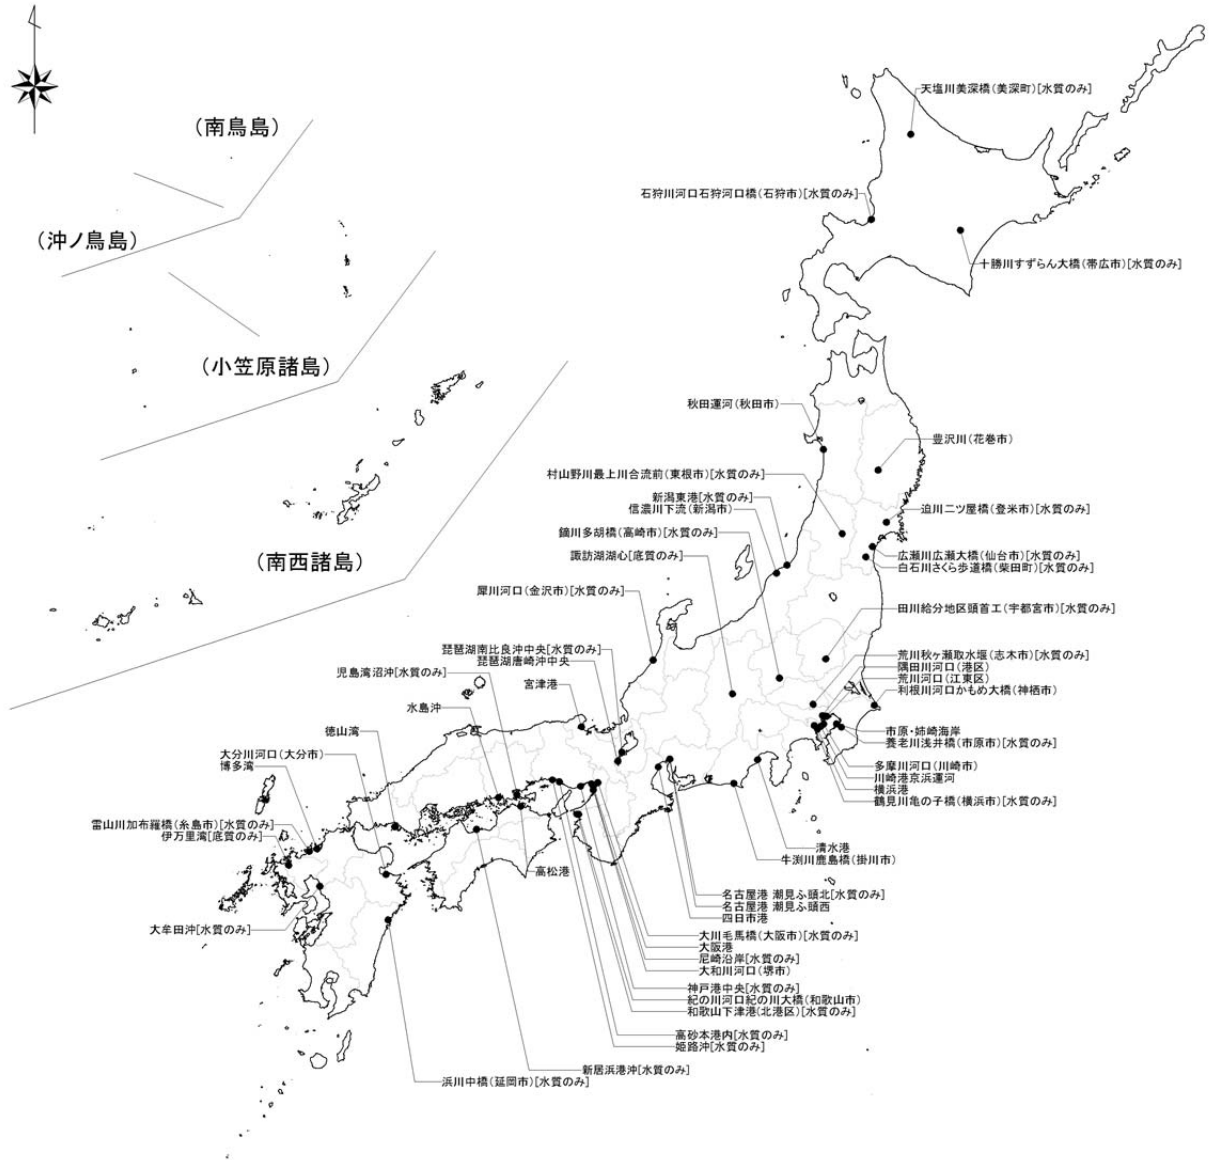 (南鳥島)
(沖ノ鳥島)
(小笠原諸島)
(南西諸島)
天塩川美深橋(美深町)[水質のみ]
石狩川河口石狩河口橋(石狩市)[水質のみ]
十勝川すずらん大橋(帯広市)[水質のみ]
秋田運河(秋田市)
豊沢川(花巻市)
村山野川最上川合流前(東根市)[水質のみ]
新潟東港[水質のみ]
信濃川下流(新潟市)
迫川二ツ屋橋(登米市)[水質のみ]
鏑川多胡橋(高崎市)[水質のみ]
諏訪湖湖心[底質のみ]
広瀬川広瀬大橋(仙台市)[水質のみ]
白石川さくら歩道橋(柴田町)[水質のみ]
犀川河口(金沢市)[水質のみ]
田川給分地区頭首工(宇都宮市)[水質のみ]
琵琶湖南比良沖中央[水質のみ]
琵琶湖唐崎沖中央
児島湾沼沖[水質のみ]
宮津港
荒川秋ヶ瀬取水堰(志木市)[水質のみ]
隅田川河口(港区)
荒川河口(江東区)
利根川河口かもめ大橋(神栖市)
水島沖
徳山湾
市原・姉崎海岸
養老川浅井橋(市原市)[水質のみ]
大分川河口(大分市)
博多湾
多摩川河口(川崎市)
川崎港京浜運河
横浜港
鶴見川亀の子橋(横浜市)[水質のみ]
雷山川加布羅橋(糸島市)[水質のみ]
伊万里湾[底質のみ]
清水港
牛渕川鹿島橋(掛川市)
高松港
名古屋港 潮見ふ頭北[水質のみ]
名古屋港 潮見ふ頭西
四日市港
大牟田沖[水質のみ]
大川毛馬橋(大阪市)[水質のみ]
大阪港
尼崎沿岸[水質のみ]
大和川河口(堺市)
神戸港中央[水質のみ]
紀の川河口紀の川大橋(和歌山市)
和歌山下津港(北港区)[水質のみ]
高砂本港内[水質のみ]
姫路沖[水質のみ]
新居浜港沖[水質のみ]
浜川中橋(延岡市)[水質のみ]